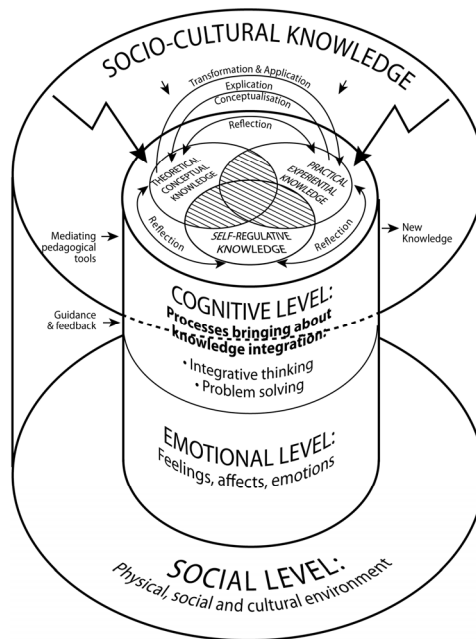 SOCIO-CULTURAL KNOWLEDGE
Transformation & Application
Explication
Conceptualisation
Reflection
THEORETICAL
CONCEPTUAL
KNOWLEDGE
PRACTICAL
EXPERIENTIAL
KNOWLEDGE
Reflection
SELF-REGULATIVE
KNOWLEDGE
Reflection
Mediating
pedagogical
tools
New
Knowledge
Guidance
& feedback
COGNITIVE LEVEL:
Processes bringing about
knowledge integration:
• Integrative thinking
• Problem solving
EMOTIONAL LEVEL:
Feelings, affects, emotions
SOCIAL LEVEL:
Physical, social and cultural environment